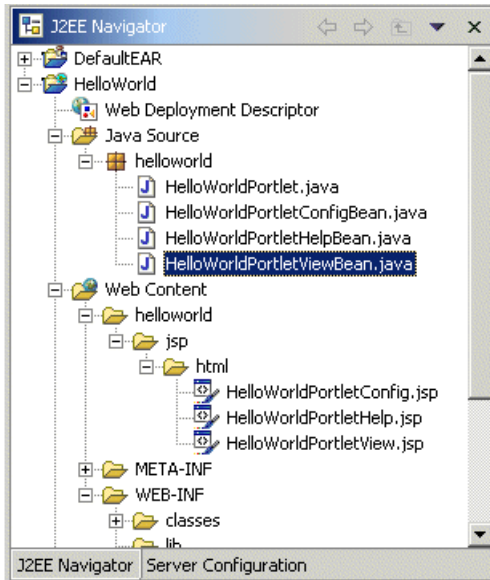 J2EE Navigator
DefaultEAR
HelloWorld
Web Deployment Descriptor
Java Source
helloworld
HelloWorldPortlet.java
HelloWorldPortletConfigBean.java
HelloWorldPortletHelpBean.java
HelloWorldPortletViewBean.java
Web Content
helloworld
jsp
html
HelloWorldPortletConfig.jsp
HelloWorldPortletHelp.jsp
HelloWorldPortletView.jsp
META-INF
WEB-INF
classes
lib
J2EE Navigator Server Configuration